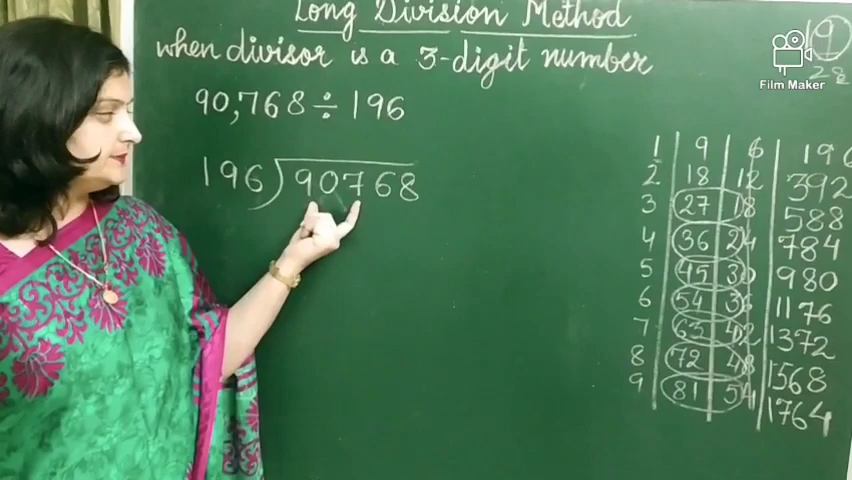 Long Division Method
when divisor is a 3-digit number
19
28
Film Maker
90,768 ÷ 196
196 ) 90768
1 9 6 196
2 18 12 392
3 27 18 588
4 36 24 784
5 45 30 980
6 54 36 1176
7 63 42 1372
8 72 48 1568
9 81 54 1764